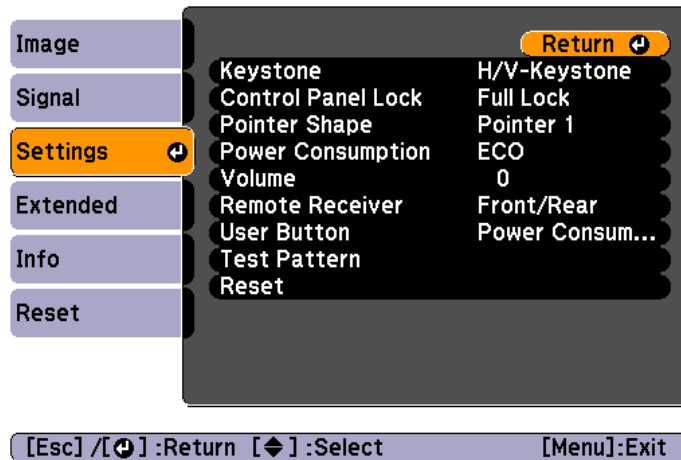 Image
Signal
Settings
Extended
Info
Reset
Return
Keystone H/V-Keystone
Control Panel Lock Full Lock
Pointer Shape Pointer 1
Power Consumption ECO
Volume 0
Remote Receiver Front/Rear
User Button Power Consum...
Test Pattern
Reset
[Esc] /[⏎] :Return [◆] :Select [Menu]:Exit